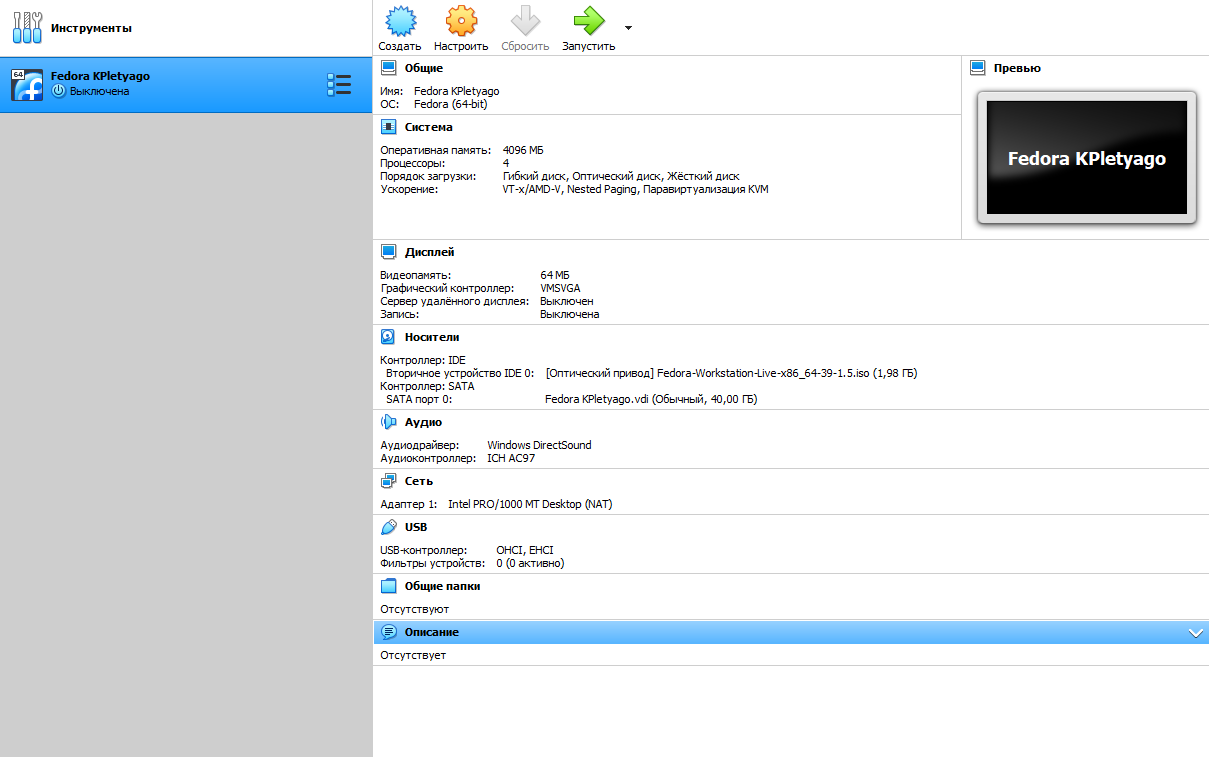 Инструменты
64
Fedora KPletyago
Выключена
Создать Настроить Сбросить Запустить
Общие
Имя: Fedora KPletyago
ОС: Fedora (64-bit)
Превью
Fedora KPletyago
Система
Оперативная память: 4096 МБ
Процессоры: 4
Порядок загрузки: Гибкий диск, Оптический диск, Жёсткий диск
Ускорение: VT-x/AMD-V, Nested Paging, Паравиртуализация KVM
Дисплей
Видеопамять: 64 МБ
Графический контроллер: VMSVGA
Сервер удалённого дисплея: Выключен
Запись: Выключена
Носители
Контроллер: IDE
Вторичное устройство IDE 0: [Оптический привод] Fedora-Workstation-Live-x86_64-39-1.5.iso (1,98 ГБ)
Контроллер: SATA
SATA порт 0: Fedora KPletyago.vdi (Обычный, 40,00 ГБ)
Аудио
Аудиодрайвер: Windows DirectSound
Аудиоконтроллер: ICH AC97
Сеть
Адаптер 1: Intel PRO/1000 MT Desktop (NAT)
USB
USB-контроллер: OHCI, EHCI
Фильтры устройств: 0 (0 активно)
Общие папки
Отсутствуют
Описание
Отсутствует